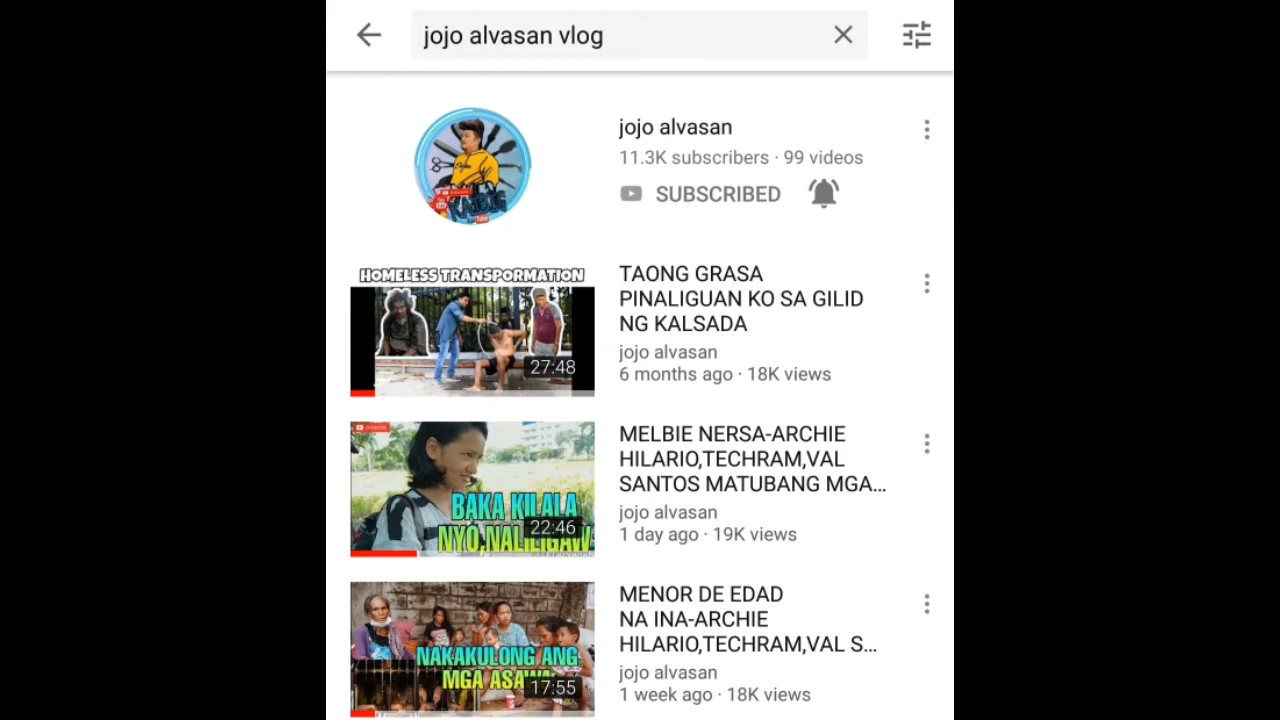 jojo alvasan vlog
jojo alvasan
11.3K subscribers · 99 videos
SUBSCRIBED
HOMELESS TRANSPORMATION
27:48
TAONG GRASA
PINALIGUAN KO SA GILID
NG KALSADA
jojo alvasan
6 months ago · 18K views
BAKA KILALA
NYO,NALILIGAW
22:46
MELBIE NERSA-ARCHIE
HILARIO,TECHRAM,VAL
SANTOS MATUBANG MGA...
jojo alvasan
1 day ago · 19K views
NAKAKULONG ANG
MGA ASAWA
17:55
MENOR DE EDAD
NA INA-ARCHIE
HILARIO,TECHRAM,VAL S...
jojo alvasan
1 week ago · 18K views